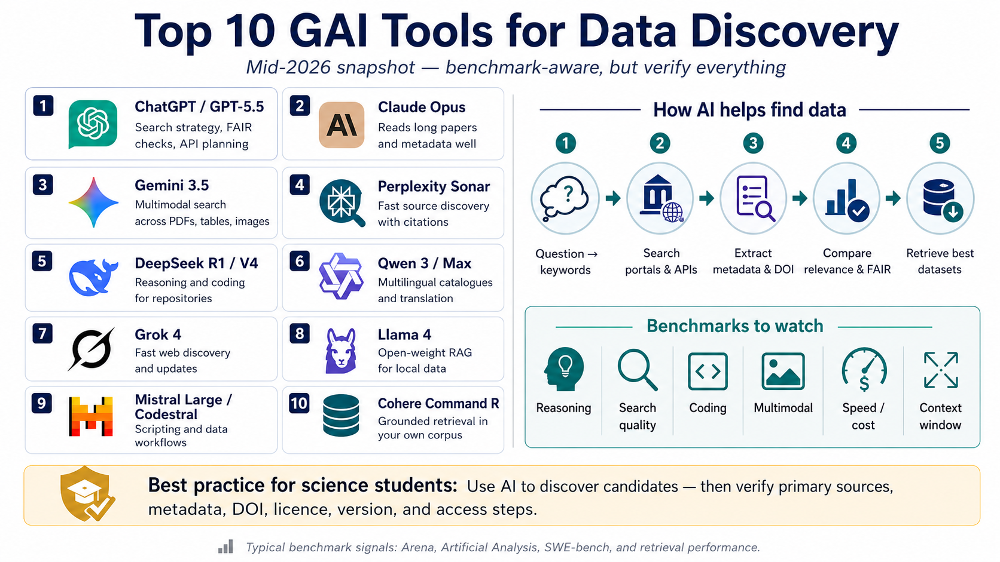 Top 10 GAI Tools for Data Discovery
Mid-2026 snapshot — benchmark-aware, but verify everything
1
ChatGPT / GPT-5.5
Search strategy, FAIR
checks, API planning
2
AI
Claude Opus
Reads long papers
and metadata well
3
Gemini 3.5
Multimodal search
across PDFs, tables, images
4
Perplexity Sonar
Fast source discovery
with citations
5
DeepSeek R1 / V4
Reasoning and coding
for repositories
6
Qwen 3 / Max
Multilingual catalogues
and translation
7
Grok 4
Fast web discovery
and updates
8
Llama 4
Open-weight RAG
for local data
9
Mistral Large /
Codestral
Scripting and data
workflows
10
Cohere Command R
Grounded retrieval in
your own corpus
How AI helps find data
1
?
Question →
keywords
2
Search
portals & APIs
3
Extract
metadata & DOI
4
Compare
relevance & FAIR
5
Retrieve best
datasets
Benchmarks to watch
Reasoning
Search
quality
Coding
Multimodal
$
Speed /
cost
Context
window
Best practice for science students: Use AI to discover candidates — then verify primary sources,
metadata, DOI, licence, version, and access steps.
Typical benchmark signals: Arena, Artificial Analysis, SWE-bench, and retrieval performance.